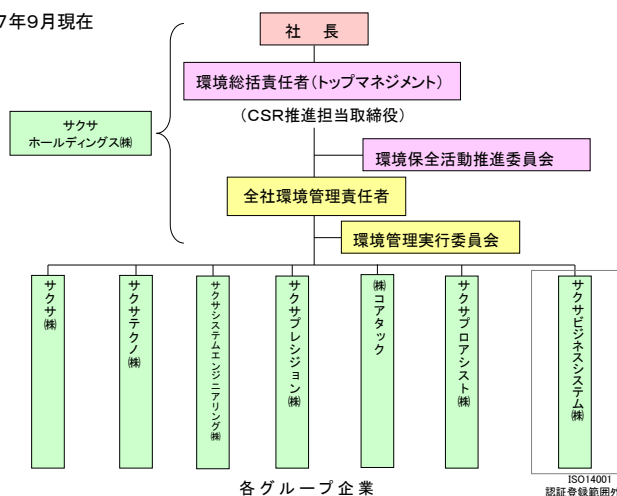 7年9月現在
社 長
環境総括責任者(トップマネジメント)
(CSR推進担当取締役)
サクサ
ホールディングス㈱
環境保全活動推進委員会
全社環境管理責任者
環境管理実行委員会
サクサ㈱
サクサテクノ㈱
サクサシステムエンジニアリング㈱
サクサプレシジョン㈱
㈱コアタック
サクサプロアシスト㈱
サクサビジネスシステム㈱
各グループ企業
ISO14001
認証登録範囲外